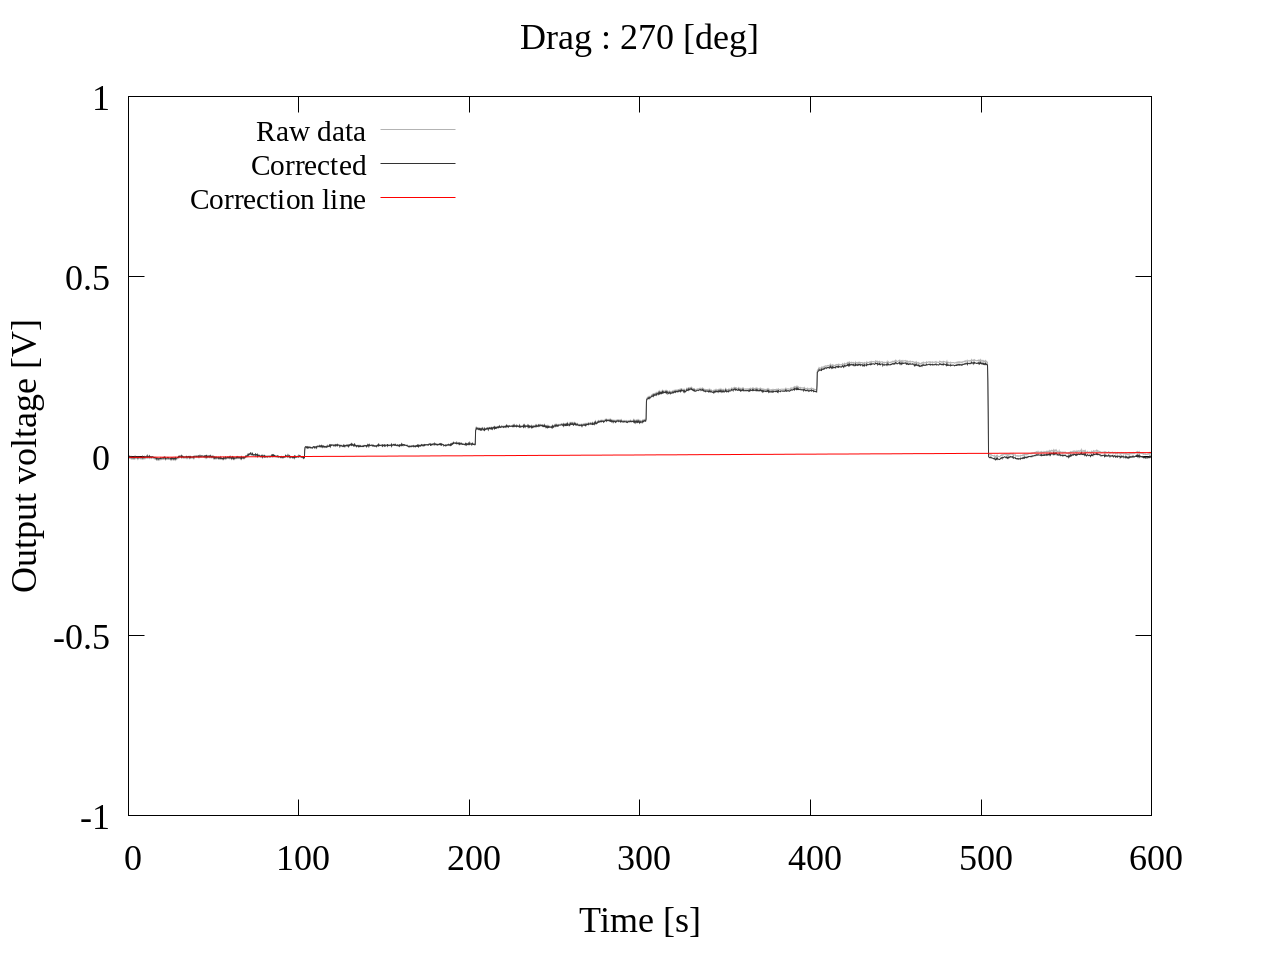 Drag : 270 [deg]
1
0.5
0
-0.5
-1
Output voltage [V]
Raw data
Corrected
Correction line
0 100 200 300 400 500 600
Time [s]